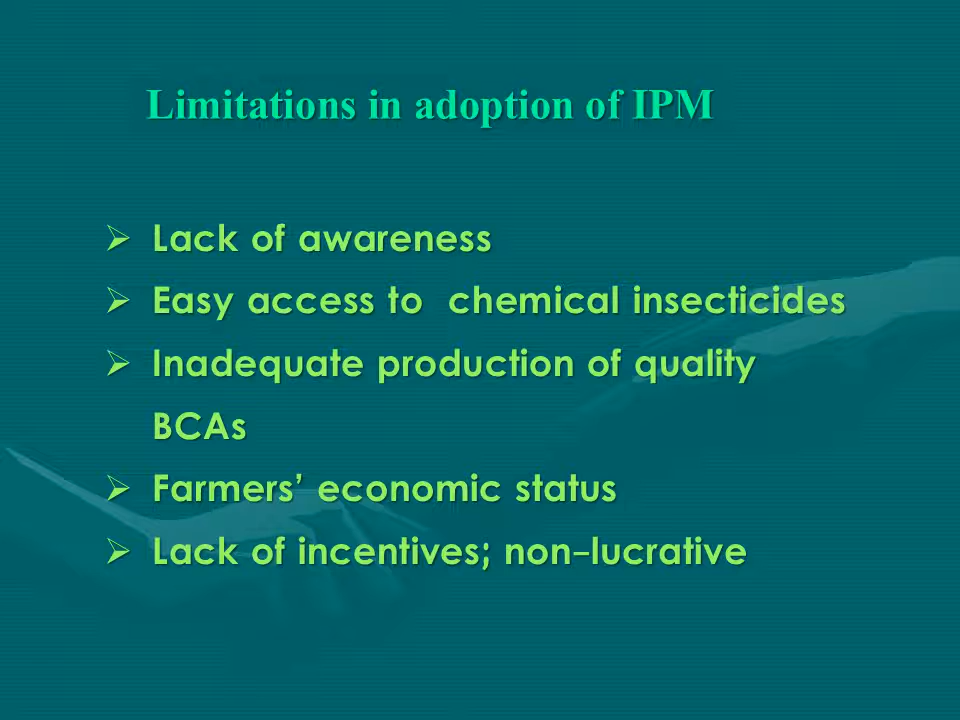 Limitations in adoption of IPM
➢ Lack of awareness
➢ Easy access to chemical insecticides
➢ Inadequate production of quality
BCAs
➢ Farmers’ economic status
➢ Lack of incentives; non–lucrative